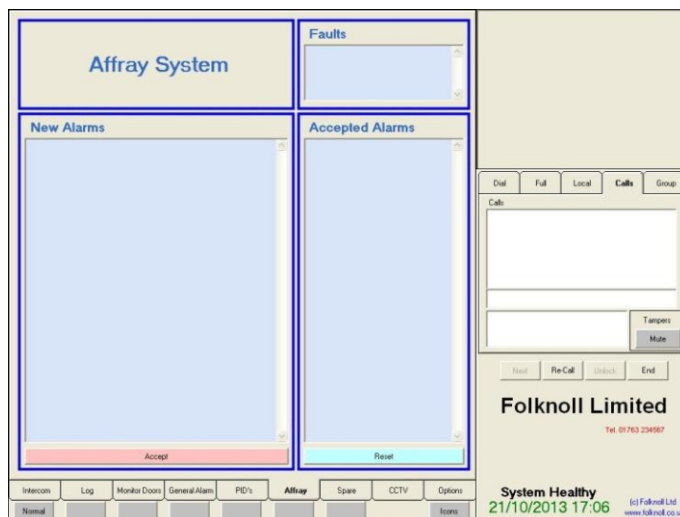 Affray System
Faults
New Alarms
Accepted Alarms
Accept
Reset
Dial Full Local Calls Group
Calls
Tampers
Mute
Next Re-Call Unlock End
Folknoll Limited
Tel. 01763 234567
Intercom Log Monitor Doors General Alarm PID's Affray Spare CCTV Options
Normal Icons
System Healthy
21/10/2013 17:06
(c) Folknoll Ltd
www.folknoll.co.u